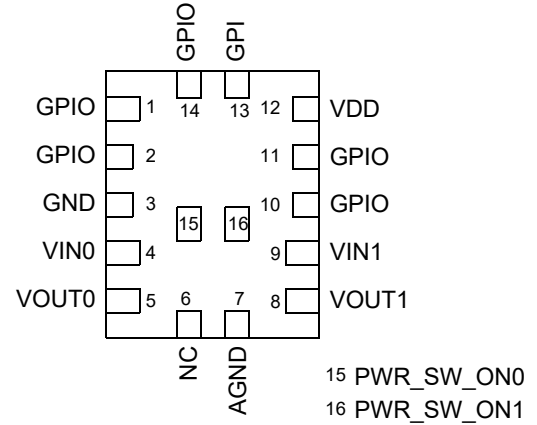 GPIO GPI
GPIO 1 14 13 12 VDD
GPIO 2 11 GPIO
GND 3 15 16 10 GPIO
VIN0 4 9 VIN1
VOUT0 5 6 7 8 VOUT1
NC AGND
15 PWR_SW_ON0
16 PWR_SW_ON1